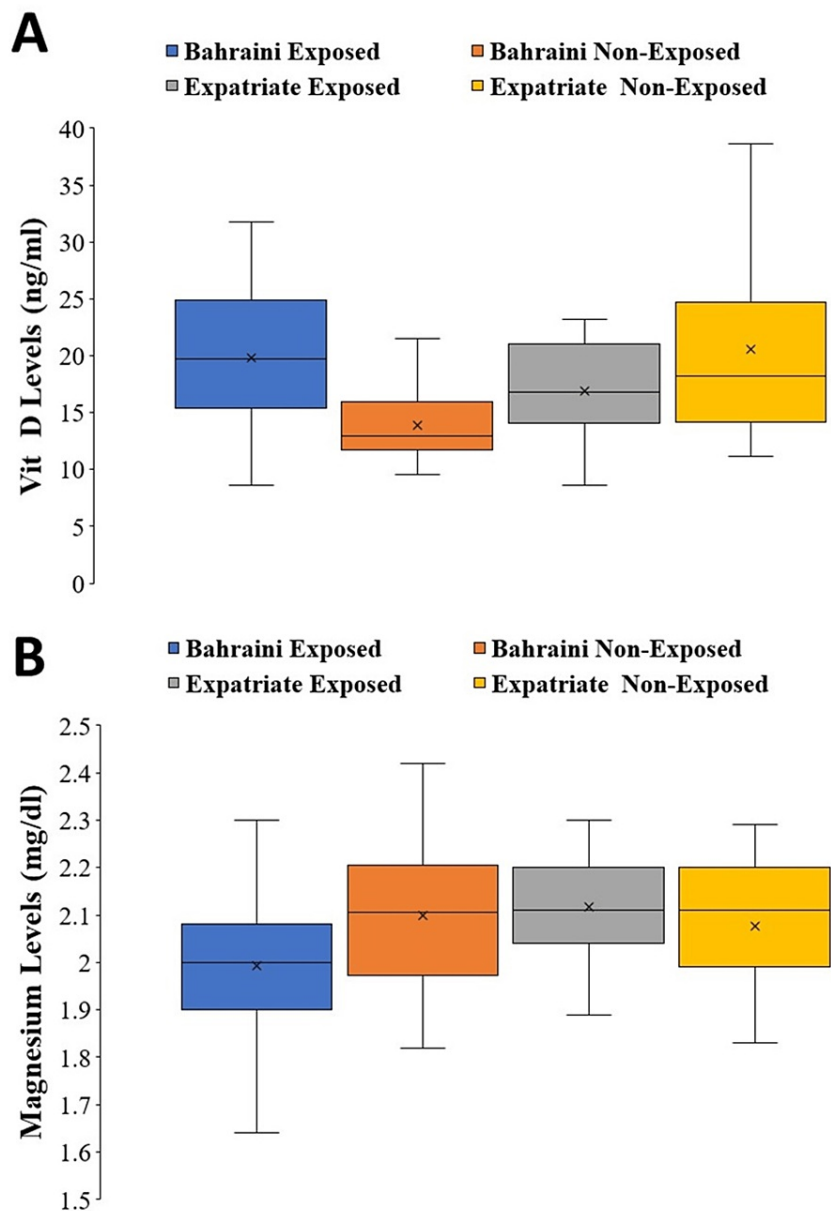 A
Bahraini Exposed Bahraini Non-Exposed
Expatriate Exposed Expatriate Non-Exposed
Vit D Levels (ng/ml)
40
35
30
25
20
15
10
5
0
B
Bahraini Exposed Bahraini Non-Exposed
Expatriate Exposed Expatriate Non-Exposed
Magnesium Levels (mg/dl)
2.5
2.4
2.3
2.2
2.1
2
1.9
1.8
1.7
1.6
1.5